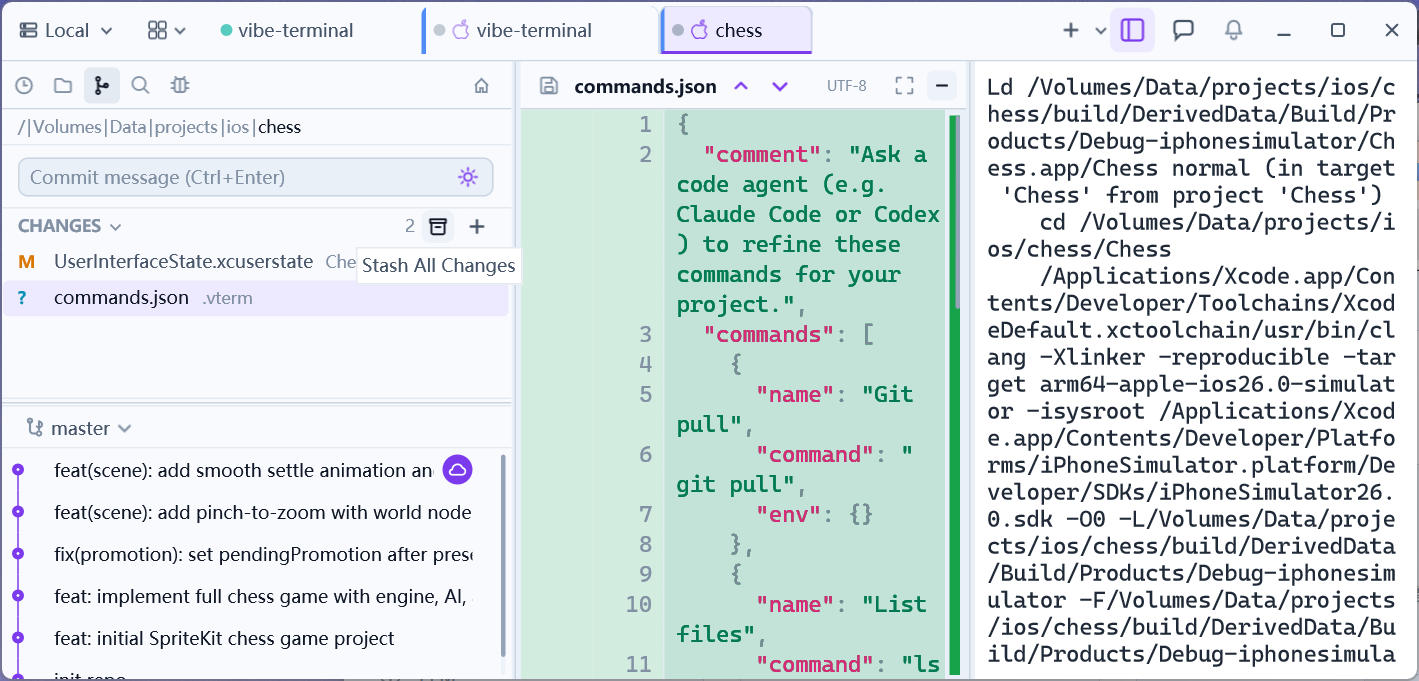 Local
vibe-terminal
vibe-terminal
chess
/|Volumes|Data|projects|ios|chess
Commit message (Ctrl+Enter)
CHANGES
2
M UserInterfaceState.xcuserstate Che
Stash All Changes
? commands.json .vterm
master
feat(scene): add smooth settle animation an
feat(scene): add pinch-to-zoom with world node
fix(promotion): set pendingPromotion after prese
feat: implement full chess game with engine, AI,
feat: initial SpriteKit chess game project
init repo
commands.json
UTF-8
1 {
2 "comment": "Ask a
code agent (e.g.
Claude Code or Codex
) to refine these
commands for your
project.",
3 "commands": [
4 {
5 "name": "Git
pull",
6 "command": "
git pull",
7 "env": {}
8 },
9 {
10 "name": "List
files",
11 "command": "ls
Ld /Volumes/Data/projects/ios/c
hess/build/DerivedData/Build/Pr
oducts/Debug-iphonesimulator/Ch
ess.app/Chess normal (in target
'Chess' from project 'Chess')
cd /Volumes/Data/projects/i
os/chess/Chess
/Applications/Xcode.app/Con
tents/Developer/Toolchains/Xcod
eDefault.xctoolchain/usr/bin/cl
ang -Xlinker -reproducible -tar
get arm64-apple-ios26.0-simulat
or -isysroot /Applications/Xcod
e.app/Contents/Developer/Platfo
rms/iPhoneSimulator.platform/De
veloper/SDKs/iPhoneSimulator26.
0.sdk -O0 -L/Volumes/Data/proje
cts/ios/chess/build/DerivedData
/Build/Products/Debug-iphonesim
ulator -F/Volumes/Data/projects
/ios/chess/build/DerivedData/Bu
ild/Products/Debug-iphonesimula